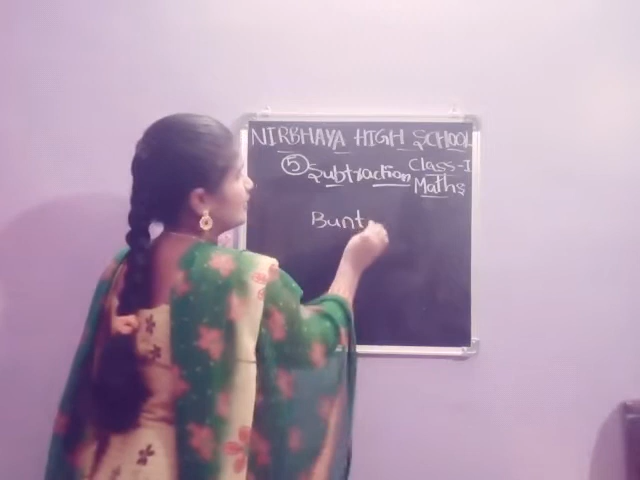 NIRBHAYA HIGH SCHOOL
Class-I
⑤ Subtraction Maths
Bunt